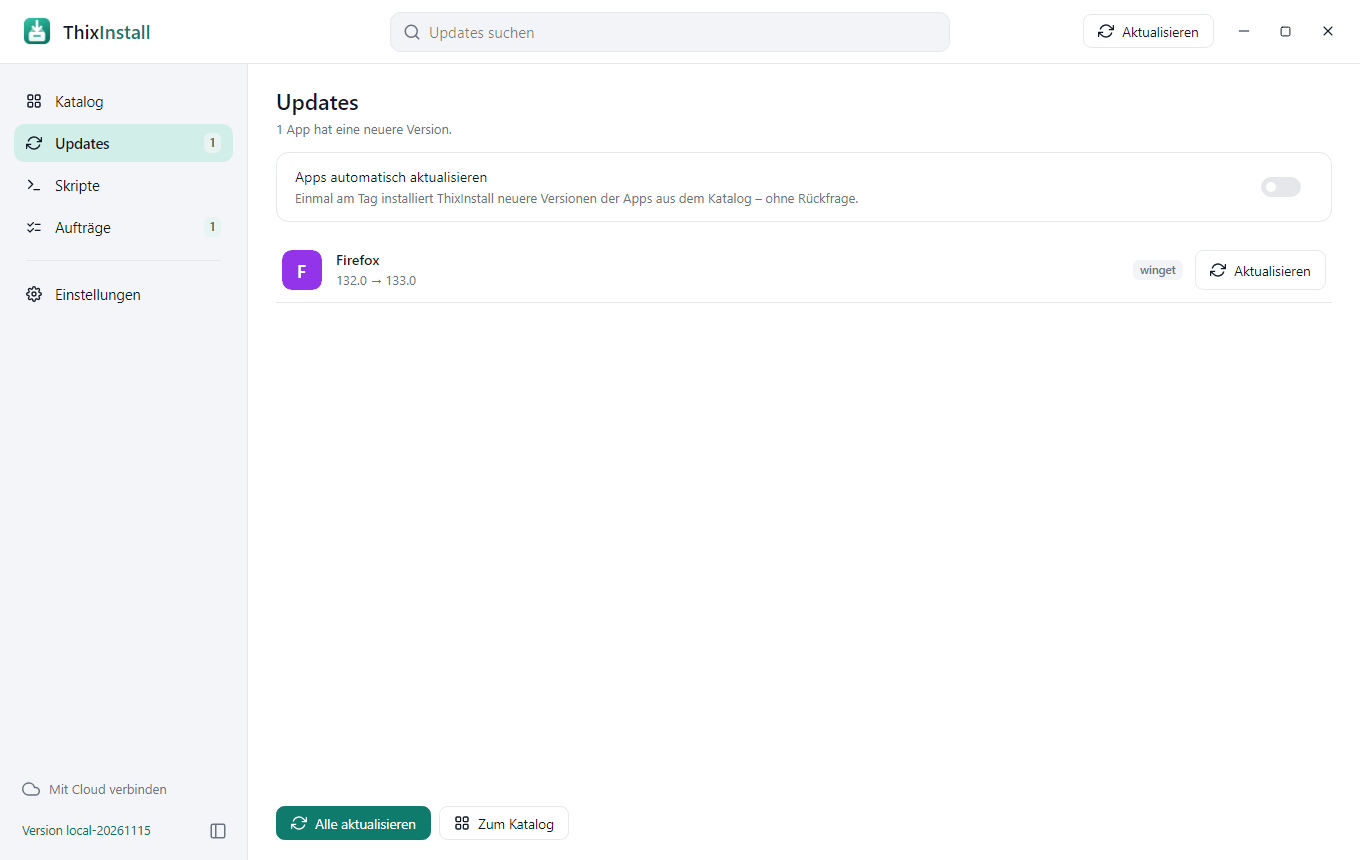 ThixInstall
Updates suchen
Aktualisieren
Katalog
Updates
1
Skripte
Aufträge
1
Einstellungen
Mit Cloud verbinden
Version local-20261115
Updates
1 App hat eine neuere Version.
Apps automatisch aktualisieren
Einmal am Tag installiert ThixInstall neuere Versionen der Apps aus dem Katalog – ohne Rückfrage.
F
Firefox
132.0 → 133.0
winget
Aktualisieren
Alle aktualisieren
Zum Katalog